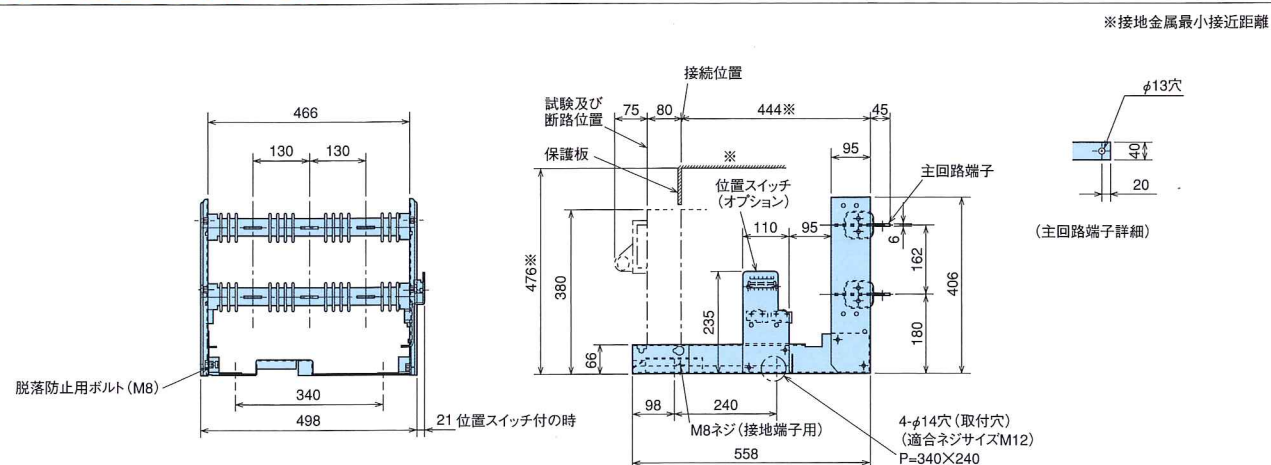 ※接地金属最小接近距離
466
130
130
脱落防止用ボルト(M8)
340
498
21 位置スイッチ付の時
接続位置
試験及び
断路位置
保護板
75
80
444※
45
※
95
主回路端子
位置スイッチ
(オプション)
110
95
476※
380
235
66
6
162
180
406
98
240
M8ネジ(接地端子用)
558
4-φ14穴(取付穴)
(適合ネジサイズM12)
P=340×240
φ13穴
40
20
(主回路端子詳細)